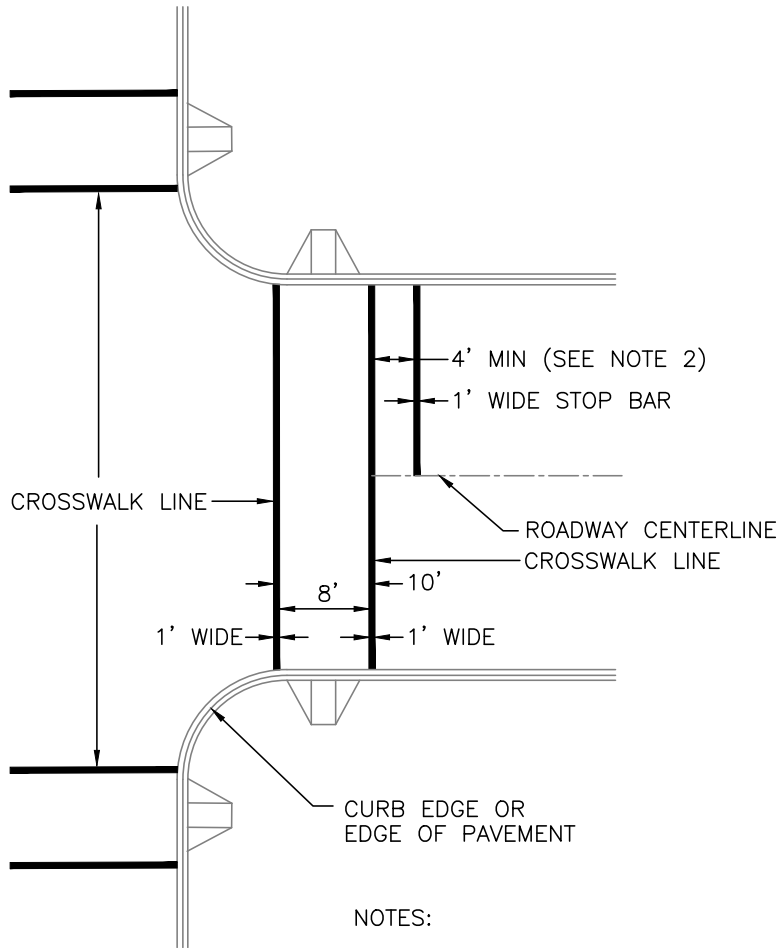 4' MIN (SEE NOTE 2)
1' WIDE STOP BAR
CROSSWALK LINE
ROADWAY CENTERLINE
CROSSWALK LINE
10'
8'
1' WIDE
1' WIDE
CURB EDGE OR
EDGE OF PAVEMENT
NOTES: